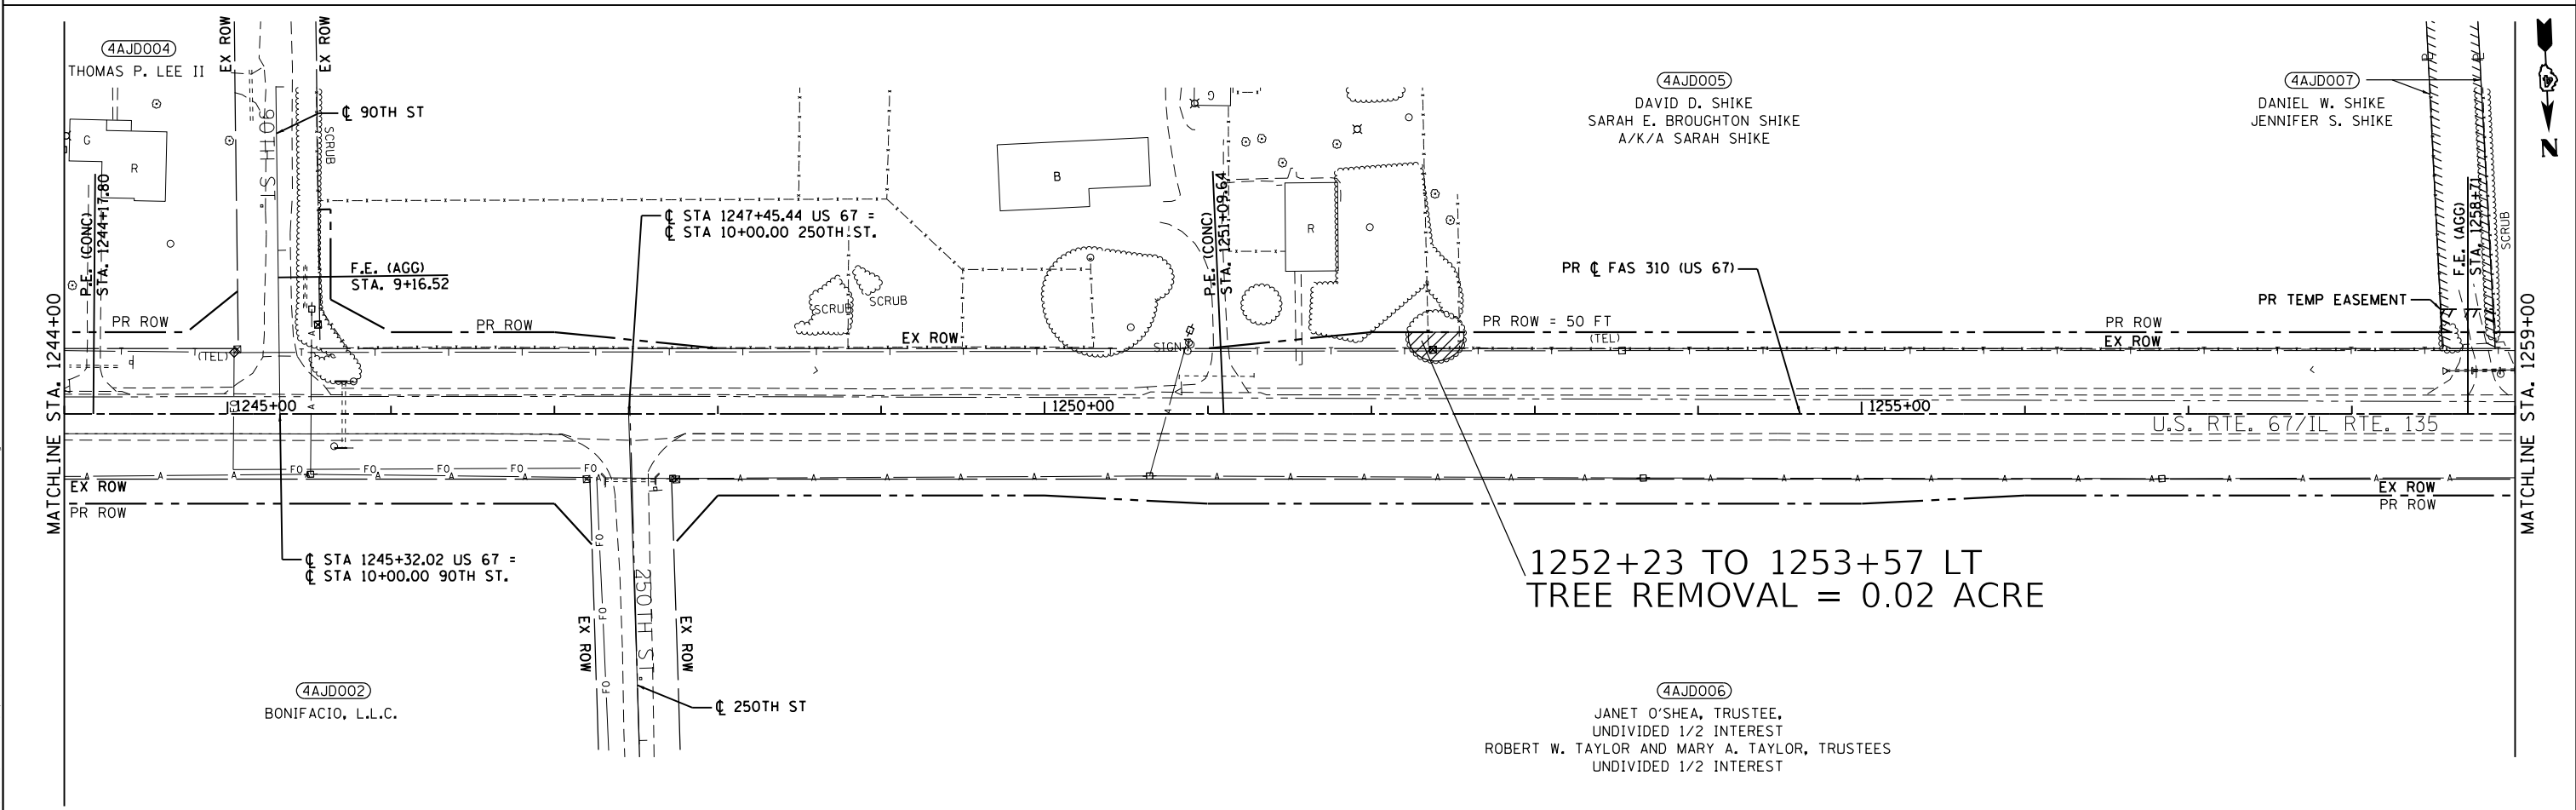 MATCHLINE STA. 1244+00
4AJD004
THOMAS P. LEE II
G
R
P.E. (CONC)
STA. 1244+17.80
EX ROW
EX ROW
90TH ST.
SCRUB
℄ 90TH ST
F.E. (AGG)
STA. 9+16.52
PR ROW
(TEL)
PR ROW
℄ STA 1247+45.44 US 67 =
℄ STA 10+00.00 250TH ST.
SCRUB
SCRUB
EX ROW
B
SIGN
P.E. (CONC)
STA. 1251+09.64
G
R
4AJD005
DAVID D. SHIKE
SARAH E. BROUGHTON SHIKE
A/K/A SARAH SHIKE
PR ℄ FAS 310 (US 67)
PR ROW = 50 FT
(TEL)
4AJD007
DANIEL W. SHIKE
JENNIFER S. SHIKE
PR TEMP EASEMENT
PR ROW
EX ROW
F.E. (AGG)
STA. 1258+71
SCRUB
N
MATCHLINE STA. 1259+00
1245+00
1250+00
1255+00
U.S. RTE. 67/IL RTE. 135
FO FO FO FO FO
EX ROW
PR ROW
EX ROW
PR ROW
℄ STA 1245+32.02 US 67 =
℄ STA 10+00.00 90TH ST.
EX ROW
FO
FO
FO
250TH ST.
EX ROW
℄ 250TH ST
1252+23 TO 1253+57 LT
TREE REMOVAL = 0.02 ACRE
4AJD002
BONIFACIO, L.L.C.
4AJD006
JANET O'SHEA, TRUSTEE,
UNDIVIDED 1/2 INTEREST
ROBERT W. TAYLOR AND MARY A. TAYLOR, TRUSTEES
UNDIVIDED 1/2 INTEREST